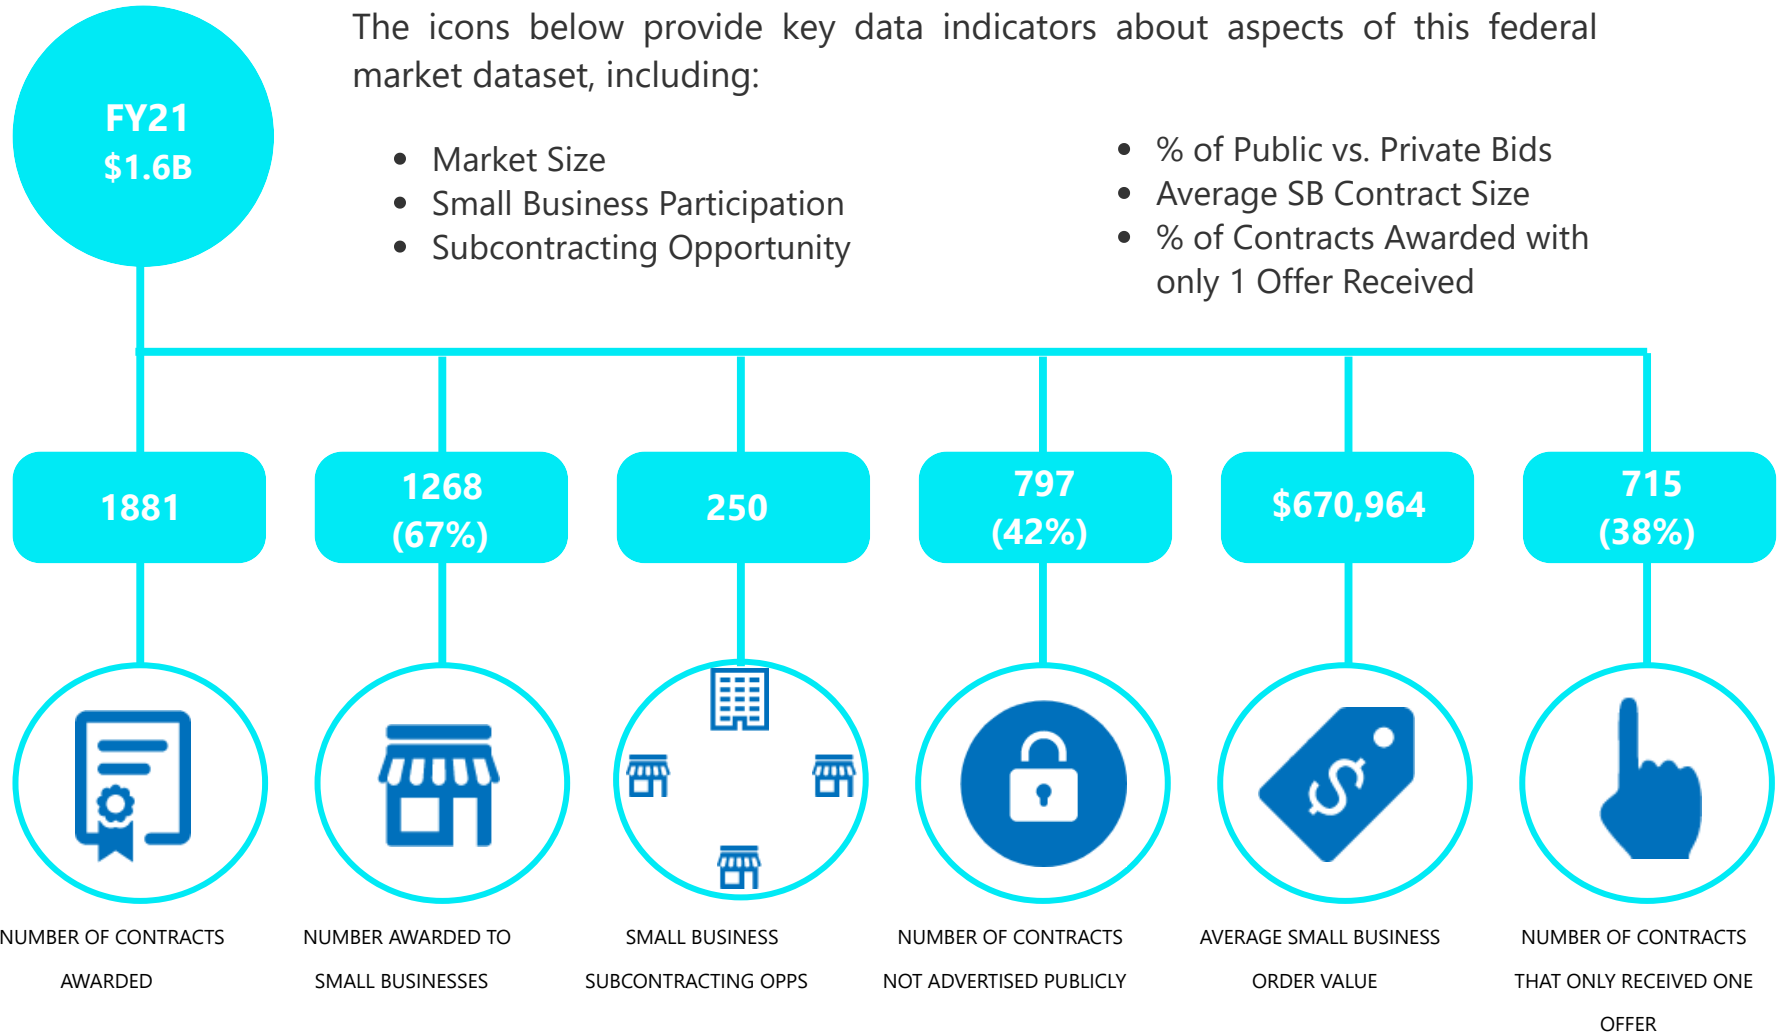 The icons below provide key data indicators about aspects of this federal
market dataset, including:
FY21
$1.6B
• Market Size
• Small Business Participation
• Subcontracting Opportunity
• % of Public vs. Private Bids
• Average SB Contract Size
• % of Contracts Awarded with
only 1 Offer Received
1881
1268
(67%)
250
797
(42%)
$670,964
715
(38%)
$
NUMBER OF CONTRACTS
AWARDED
NUMBER AWARDED TO
SMALL BUSINESSES
SMALL BUSINESS
SUBCONTRACTING OPPS
NUMBER OF CONTRACTS
NOT ADVERTISED PUBLICLY
AVERAGE SMALL BUSINESS
ORDER VALUE
NUMBER OF CONTRACTS
THAT ONLY RECEIVED ONE
OFFER